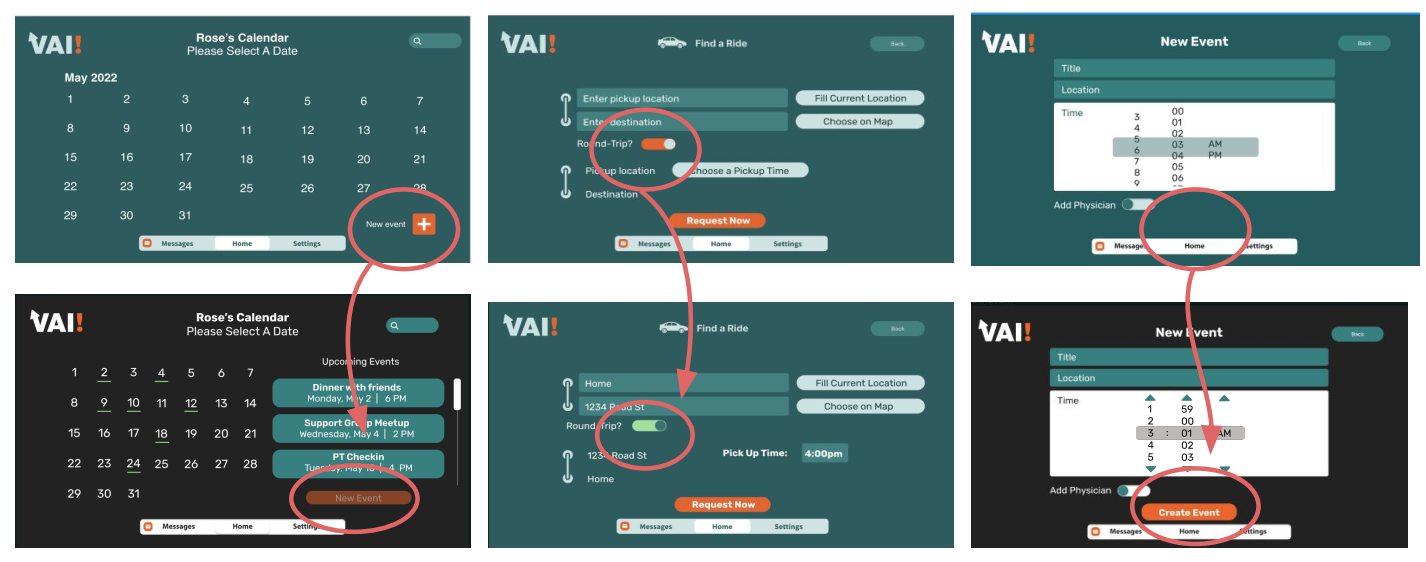 VAI!
Rose's Calendar
Please Select A Date
May 2022
1 2 3 4 5 6 7
8 9 10 11 12 13 14
15 16 17 18 19 20 21
22 23 24 25 26 27 28
29 30 31
New event +
Messages Home Settings
VAI!
Find a Ride
Back
Enter pickup location
Fill Current Location
Enter destination
Choose on Map
Round-Trip?
Pickup location
Choose a Pickup Time
Destination
Request Now
Messages Home Settings
VAI!
New Event
Back
Title
Location
Time
00
3 01
4 02
5 03 AM
6 04 PM
7 05
8 06
9
Add Physician
Messages Home Settings
VAI!
Rose's Calendar
Please Select A Date
1 2 3 4 5 6 7
8 9 10 11 12 13 14
15 16 17 18 19 20 21
22 23 24 25 26 27 28
29 30 31
Upcoming Events
Dinner with friends
Monday, May 2 | 6 PM
Support Group Meetup
Wednesday, May 4 | 2 PM
PT Checkin
Tuesday, May 10 | 4 PM
New Event
Messages Home Settings
VAI!
Find a Ride
Back
Home
Fill Current Location
1234 Road St
Choose on Map
Round-Trip?
1234 Road St
Pick Up Time: 4:00pm
Home
Request Now
Messages Home Settings
VAI!
New Event
Back
Title
Location
Time
1 59
2 00
3 : 01 AM
4 02
5 03
Add Physician
Create Event
Messages Home Settings